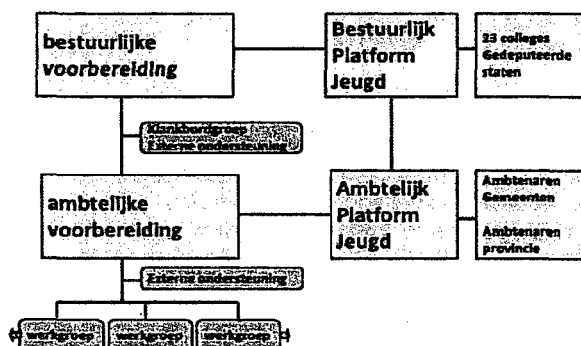 bestuurlijke
voorbereiding
Bestuurlijk
Platform
Jeugd
23 colleges
Gedeputeerde
staten
Klankbordgroep
Externe ondersteuning
ambtelijke
voorbereiding
Ambtelijk
Platform
Jeugd
Ambtenaren
Gemeenten
Ambtenaren
provincie
Externe ondersteuning
werkgroep
werkgroep
werkgroep